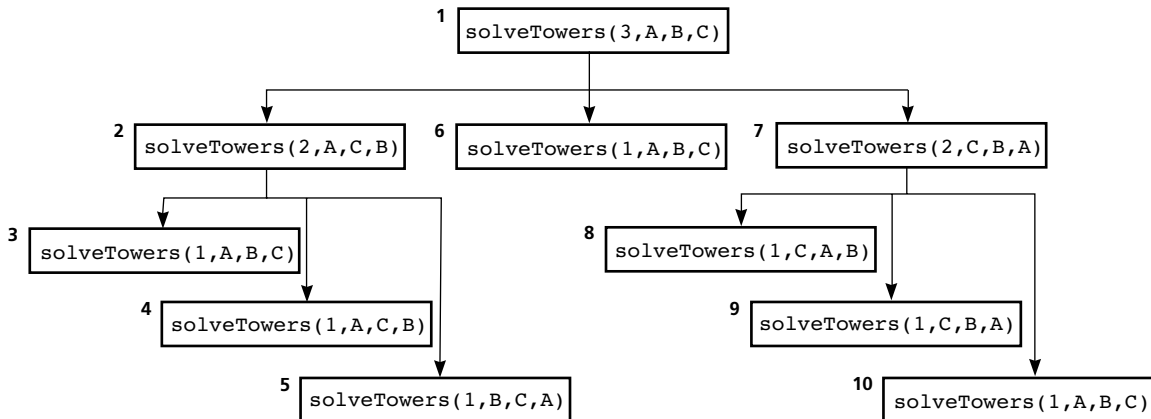 1
solveTowers(3,A,B,C)
2
solveTowers(2,A,C,B)
6
solveTowers(1,A,B,C)
7
solveTowers(2,C,B,A)
3
solveTowers(1,A,B,C)
4
solveTowers(1,A,C,B)
5
solveTowers(1,B,C,A)
8
solveTowers(1,C,A,B)
9
solveTowers(1,C,B,A)
10
solveTowers(1,A,B,C)